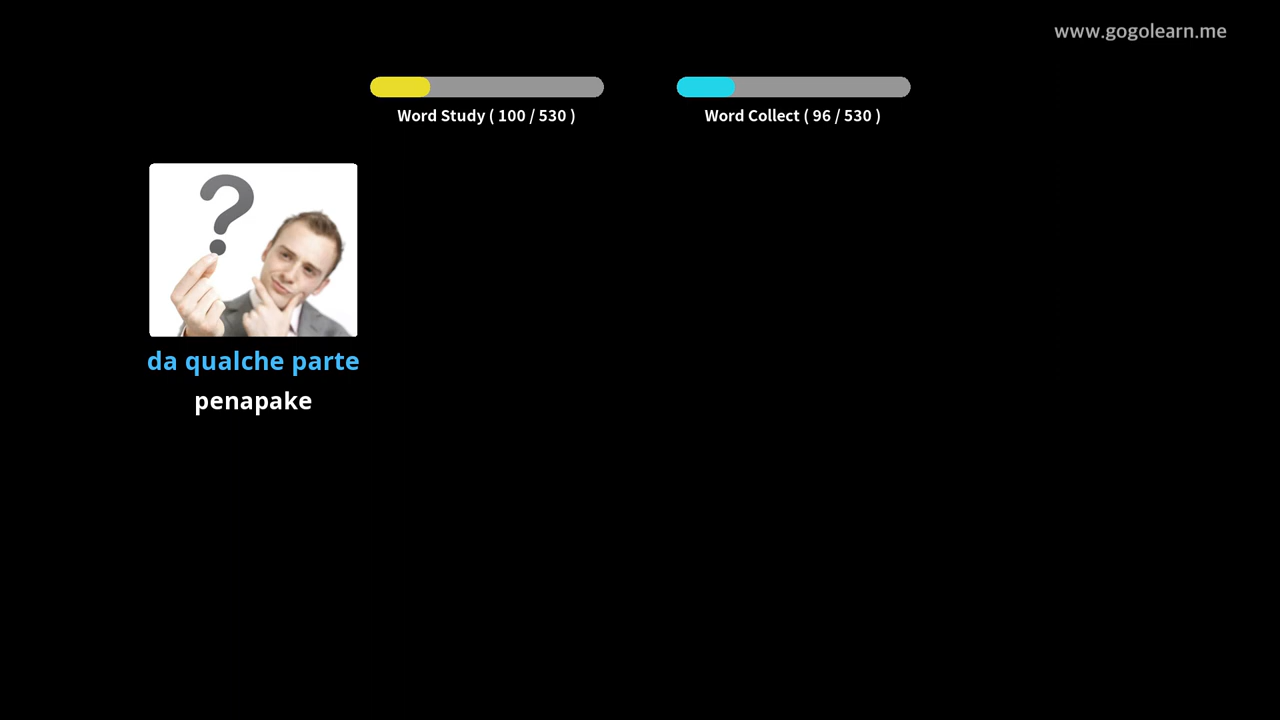 www.gogolearn.me
Word Study ( 100 / 530 )
Word Collect ( 96 / 530 )
?
da qualche parte
penapake